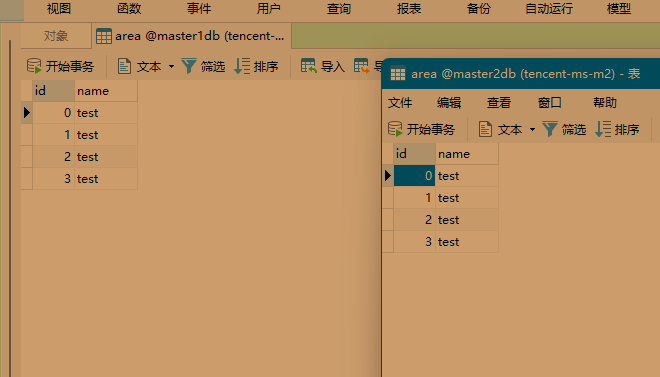 视图 函数 事件 用户 查询 报表 备份 自动运行 模型
对象 area @master1db (tencent-...
开始事务 文本 筛选 排序 导入
id name
0 test
1 test
2 test
3 test
area @master2db (tencent-ms-m2) - 表
文件 编辑 查看 窗口 帮助
开始事务 文本 筛选 排序
id name
0 test
1 test
2 test
3 test